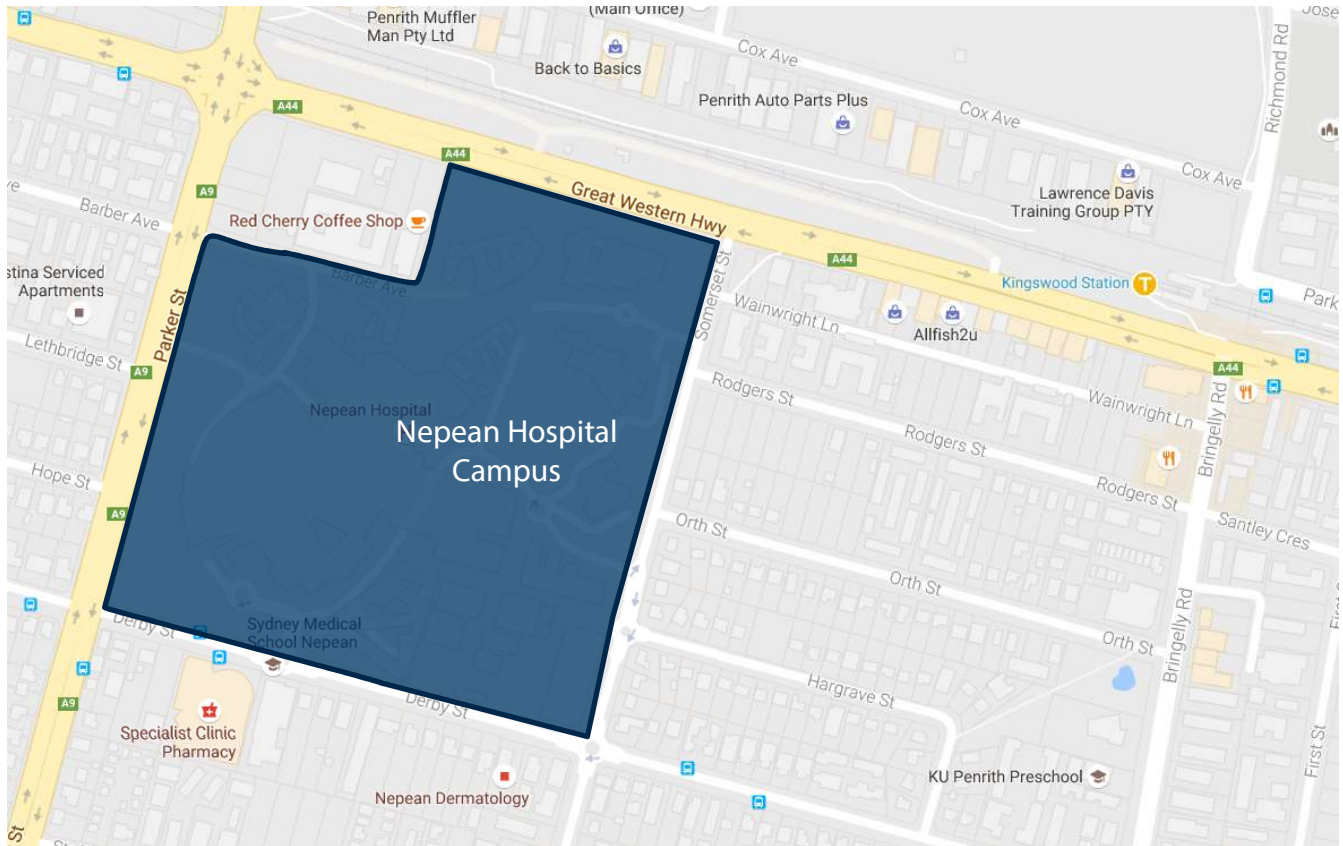 (Main Office)
Penrith Muffler
Man Pty Ltd
Back to Basics
Cox Ave
Richmond Rd
Penrith Auto Parts Plus
Cox Ave
A44
A44
Cox Ave
Lawrence Davis
Training Group PTY
A9
Barber Ave
Red Cherry Coffee Shop
Great Western Hwy
A44
Kingswood Station
Barber Ave
stina Serviced
Apartments
Parker St
Somerset St
Wainwright Ln
Allfish2u
Park
Lethbridge St
A9
A44
Rodgers St
Wainwright Ln
Bringelly Rd
Nepean Hospital
Nepean Hospital
Campus
Rodgers St
Hope St
Rodgers St
A9
Orth St
Santley Cres
Orth St
Derby St
Sydney Medical
School Nepean
Orth St
Bringelly Rd
Hargrave St
A9
Derby St
Specialist Clinic
Pharmacy
First St
KU Penrith Preschool
Nepean Dermatology
St